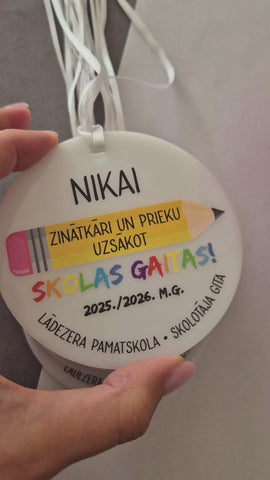 NIKAI
ZINĀTKĀRI UN PRIEKU
UZSĀKOT
SKOLAS GAITAS!
2025./2026. M.G.
LĀDEZERA PAMATSKOLA • SKOLOTĀJA GITA